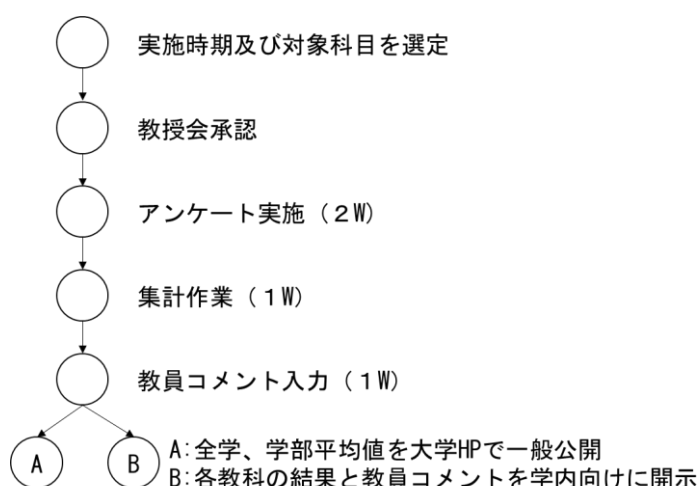 実施時期及び対象科目を選定
教授会承認
アンケート実施（２W）
集計作業（１W）
教員コメント入力（１W）
A
B
A:全学、学部平均値を大学HPで一般公開
B:各教科の結果と教員コメントを学内向けに開示